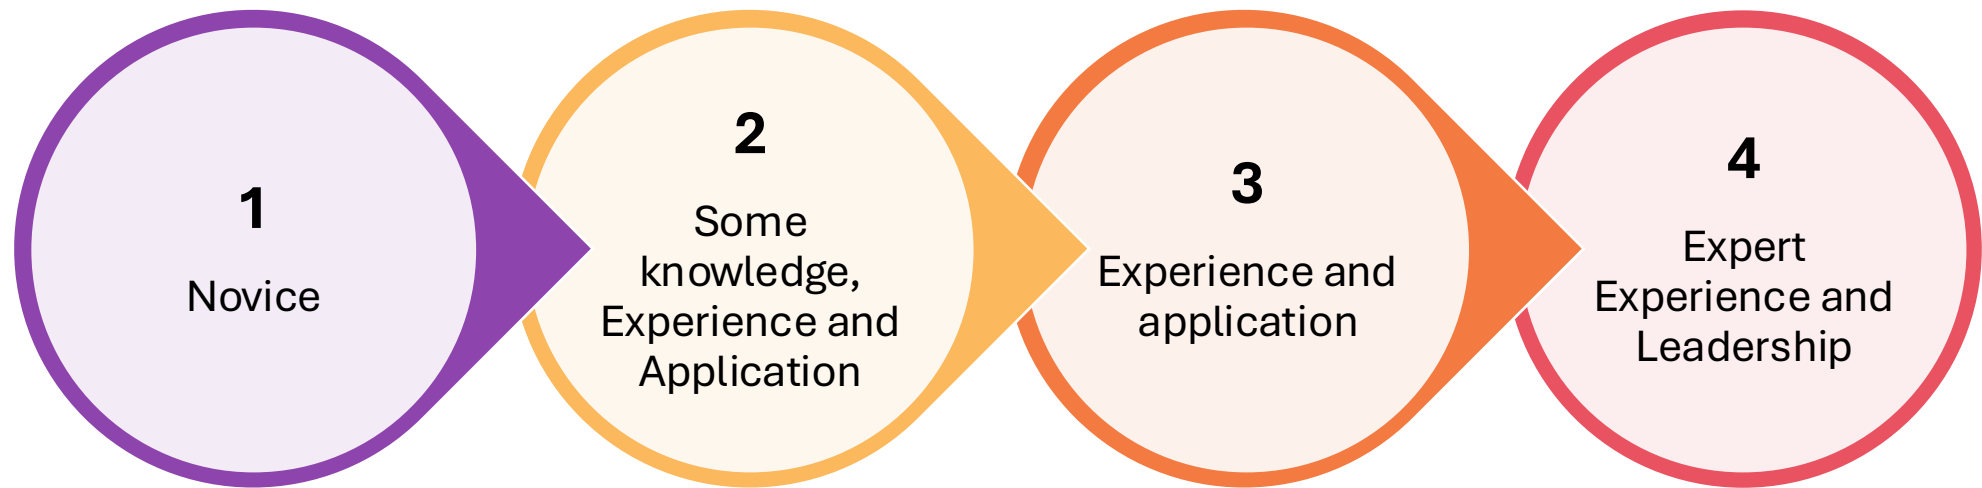 1
Novice
2
Some
knowledge,
Experience and
Application
3
Experience and
application
4
Expert
Experience and
Leadership